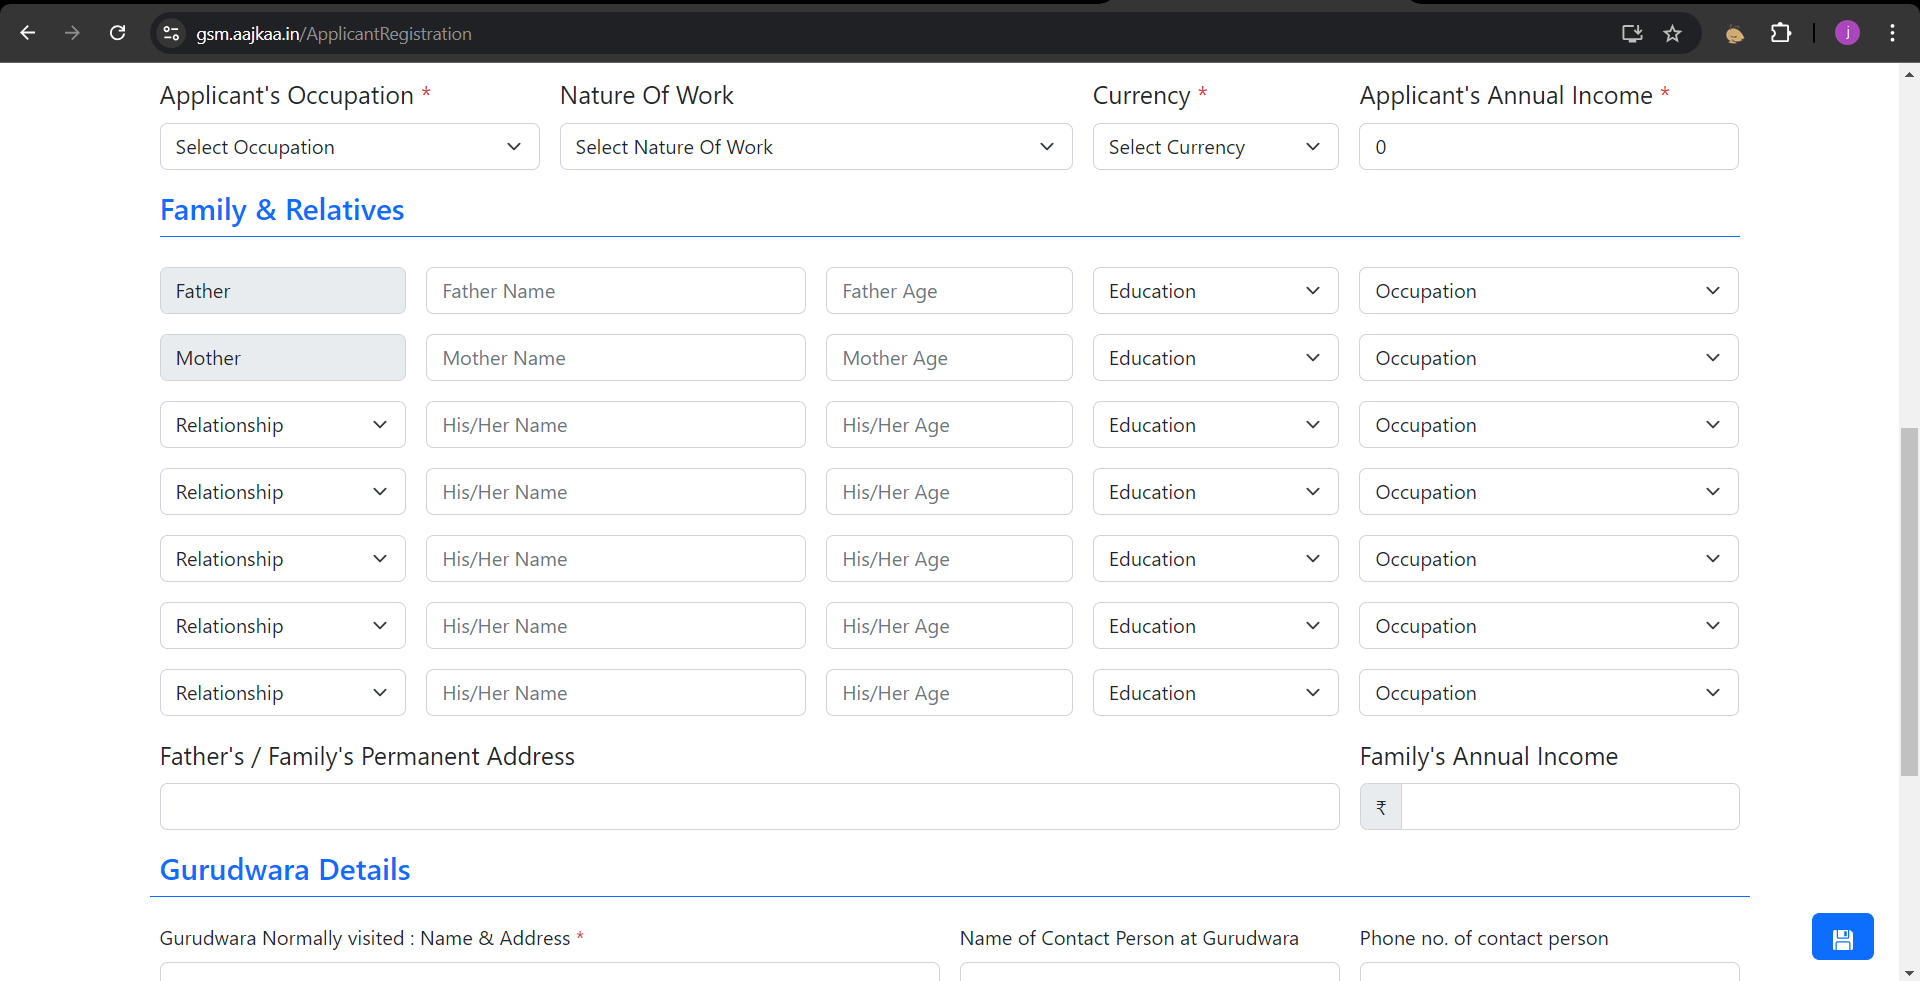 gsm.aajkaa.in/ApplicantRegistration
j
Applicant's Occupation * Nature Of Work Currency * Applicant's Annual Income *
Select Occupation Select Nature Of Work Select Currency 0
Family & Relatives
Father Father Name Father Age Education Occupation
Mother Mother Name Mother Age Education Occupation
Relationship His/Her Name His/Her Age Education Occupation
Relationship His/Her Name His/Her Age Education Occupation
Relationship His/Her Name His/Her Age Education Occupation
Relationship His/Her Name His/Her Age Education Occupation
Relationship His/Her Name His/Her Age Education Occupation
Father's / Family's Permanent Address Family's Annual Income
₹
Gurudwara Details
Gurudwara Normally visited : Name & Address * Name of Contact Person at Gurudwara Phone no. of contact person